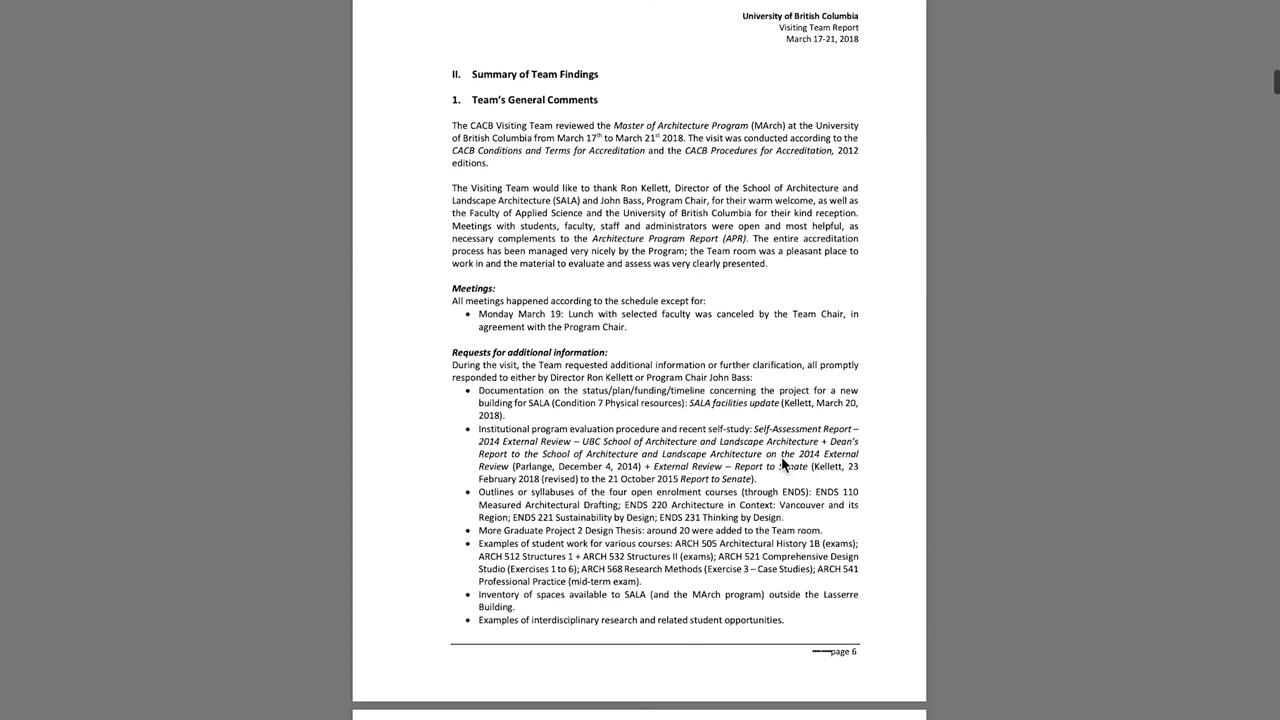 University of British Columbia
Visiting Team Report
March 17-21, 2018
II. Summary of Team Findings
1. Team's General Comments
The CACB Visiting Team reviewed the Master of Architecture Program (MArch) at the University
of British Columbia from March 17th to March 21st 2018. The visit was conducted according to the
CACB Conditions and Terms for Accreditation and the CACB Procedures for Accreditation, 2012
editions.
The Visiting Team would like to thank Ron Kellett, Director of the School of Architecture and
Landscape Architecture (SALA) and John Bass, Program Chair, for their warm welcome, as well as
the Faculty of Applied Science and the University of British Columbia for their kind reception.
Meetings with students, faculty, staff and administrators were open and most helpful, as
necessary complements to the Architecture Program Report (APR). The entire accreditation
process has been managed very nicely by the Program; the Team room was a pleasant place to
work in and the material to evaluate and assess was very clearly presented.
Meetings:
All meetings happened according to the schedule except for:
• Monday March 19: Lunch with selected faculty was canceled by the Team Chair, in
agreement with the Program Chair.
Requests for additional information:
During the visit, the Team requested additional information or further clarification, all promptly
responded to either by Director Ron Kellett or Program Chair John Bass:
• Documentation on the status/plan/funding/timeline concerning the project for a new
building for SALA (Condition 7 Physical resources): SALA facilities update (Kellett, March 20,
2018).
• Institutional program evaluation procedure and recent self-study: Self-Assessment Report –
2014 External Review – UBC School of Architecture and Landscape Architecture + Dean's
Report to the School of Architecture and Landscape Architecture on the 2014 External
Review (Parlange, December 4, 2014) + External Review – Report to Senate (Kellett, 23
February 2018 (revised) to the 21 October 2015 Report to Senate).
• Outlines or syllabuses of the four open enrolment courses (through ENDS): ENDS 110
Measured Architectural Drafting; ENDS 220 Architecture in Context: Vancouver and its
Region; ENDS 221 Sustainability by Design; ENDS 231 Thinking by Design.
• More Graduate Project 2 Design Thesis: around 20 were added to the Team room.
• Examples of student work for various courses: ARCH 505 Architectural History 1B (exams);
ARCH 512 Structures 1 + ARCH 532 Structures II (exams); ARCH 521 Comprehensive Design
Studio (Exercises 1 to 6); ARCH 568 Research Methods (Exercise 3 – Case Studies); ARCH 541
Professional Practice (mid-term exam).
• Inventory of spaces available to SALA (and the MArch program) outside the Lasserre
Building.
• Examples of interdisciplinary research and related student opportunities.
page 6